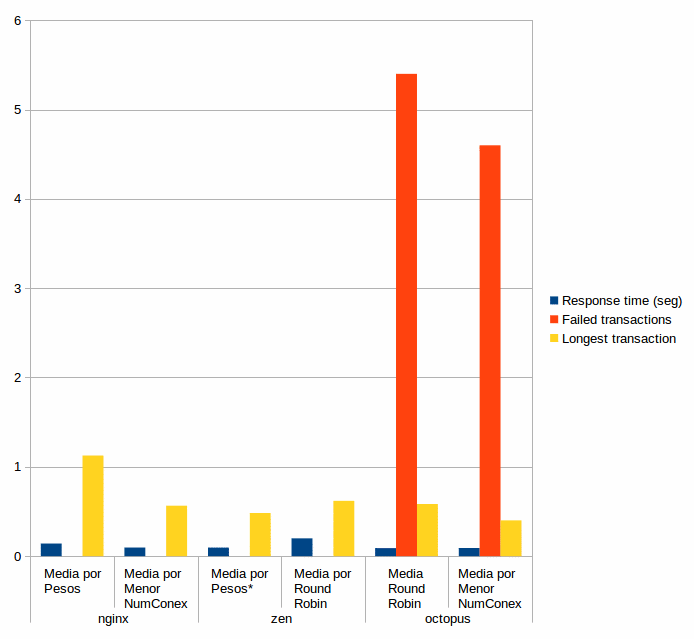 6
5
4
3
2
1
0
Response time (seg)
Failed transactions
Longest transaction
Media por
Pesos
Media por
Menor
NumConex
Media por
Pesos*
Media por
Round
Robin
Media
Round
Robin
Media por
Menor
NumConex
nginx
zen
octopus